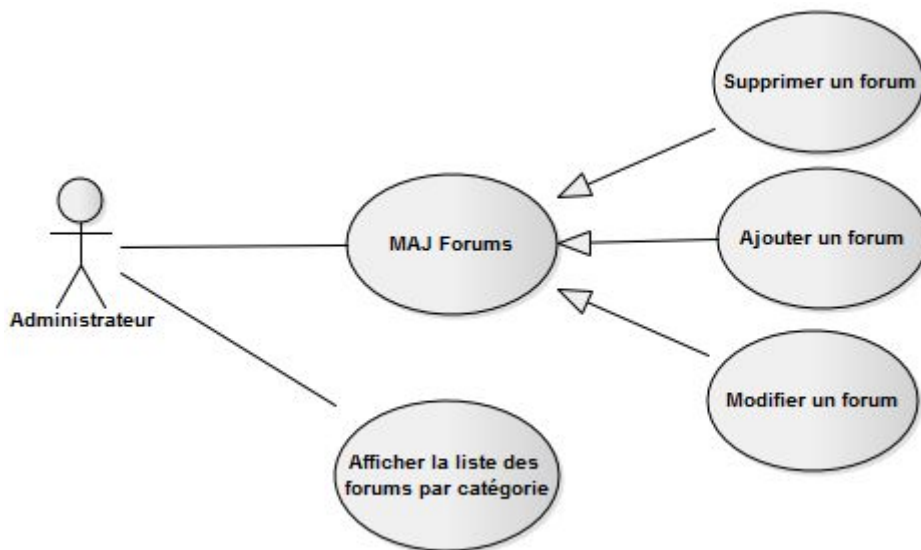 Supprimer un forum
MAJ Forums
Ajouter un forum
Administrateur
Modifier un forum
Afficher la liste des
forums par catégorie